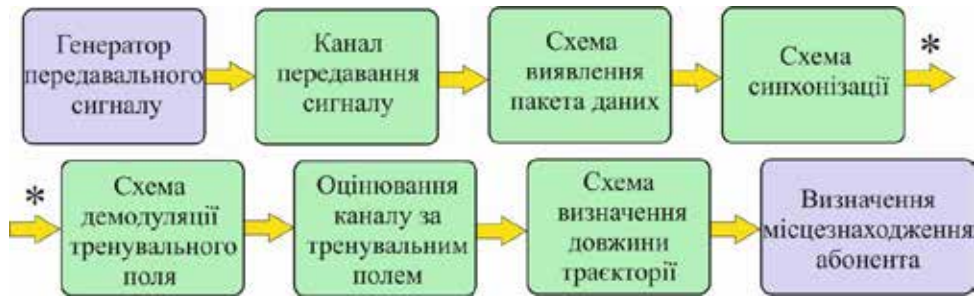 Генератор
передавального
сигналу
Канал
передавання
сигналу
Схема
виявлення
пакета даних
Схема
синхонізації
*
*
Схема
демодуляції
тренувального
поля
Оцінювання
каналу за
тренувальним
полем
Схема
визначення
довжини
траєкторії
Визначення
місцезнаходження
абонента